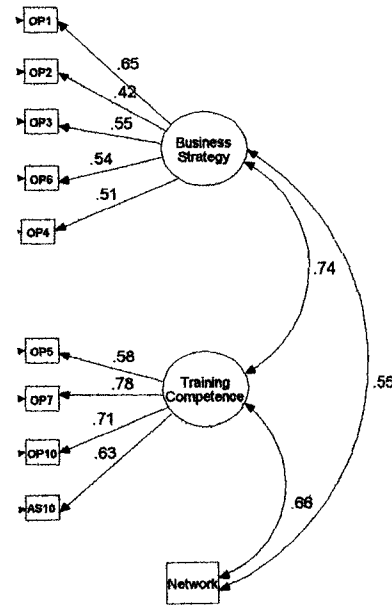 OP1
.65
OP2
.42
OP3
.55
Business
Strategy
OP6
.54
OP4
.51
.74
OP5
.58
OP7
.78
Training
Competence
.55
OP10
.71
AS10
.63
.66
Network